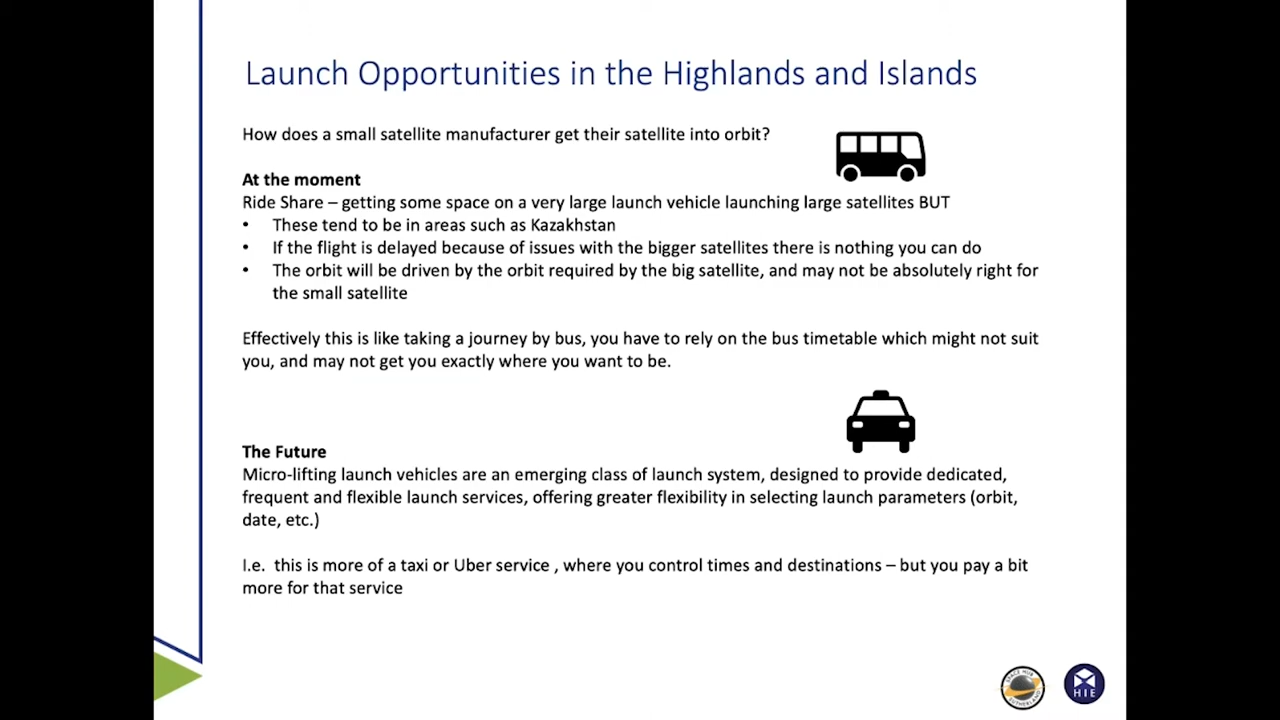 Launch Opportunities in the Highlands and Islands
How does a small satellite manufacturer get their satellite into orbit?
At the moment
Ride Share – getting some space on a very large launch vehicle launching large satellites BUT
• These tend to be in areas such as Kazakhstan
• If the flight is delayed because of issues with the bigger satellites there is nothing you can do
• The orbit will be driven by the orbit required by the big satellite, and may not be absolutely right for
the small satellite
Effectively this is like taking a journey by bus, you have to rely on the bus timetable which might not suit
you, and may not get you exactly where you want to be.
The Future
Micro-lifting launch vehicles are an emerging class of launch system, designed to provide dedicated,
frequent and flexible launch services, offering greater flexibility in selecting launch parameters (orbit,
date, etc.)
I.e.  this is more of a taxi or Uber service , where you control times and destinations – but you pay a bit
more for that service
SPACE HUB
SUTHERLAND
HIE